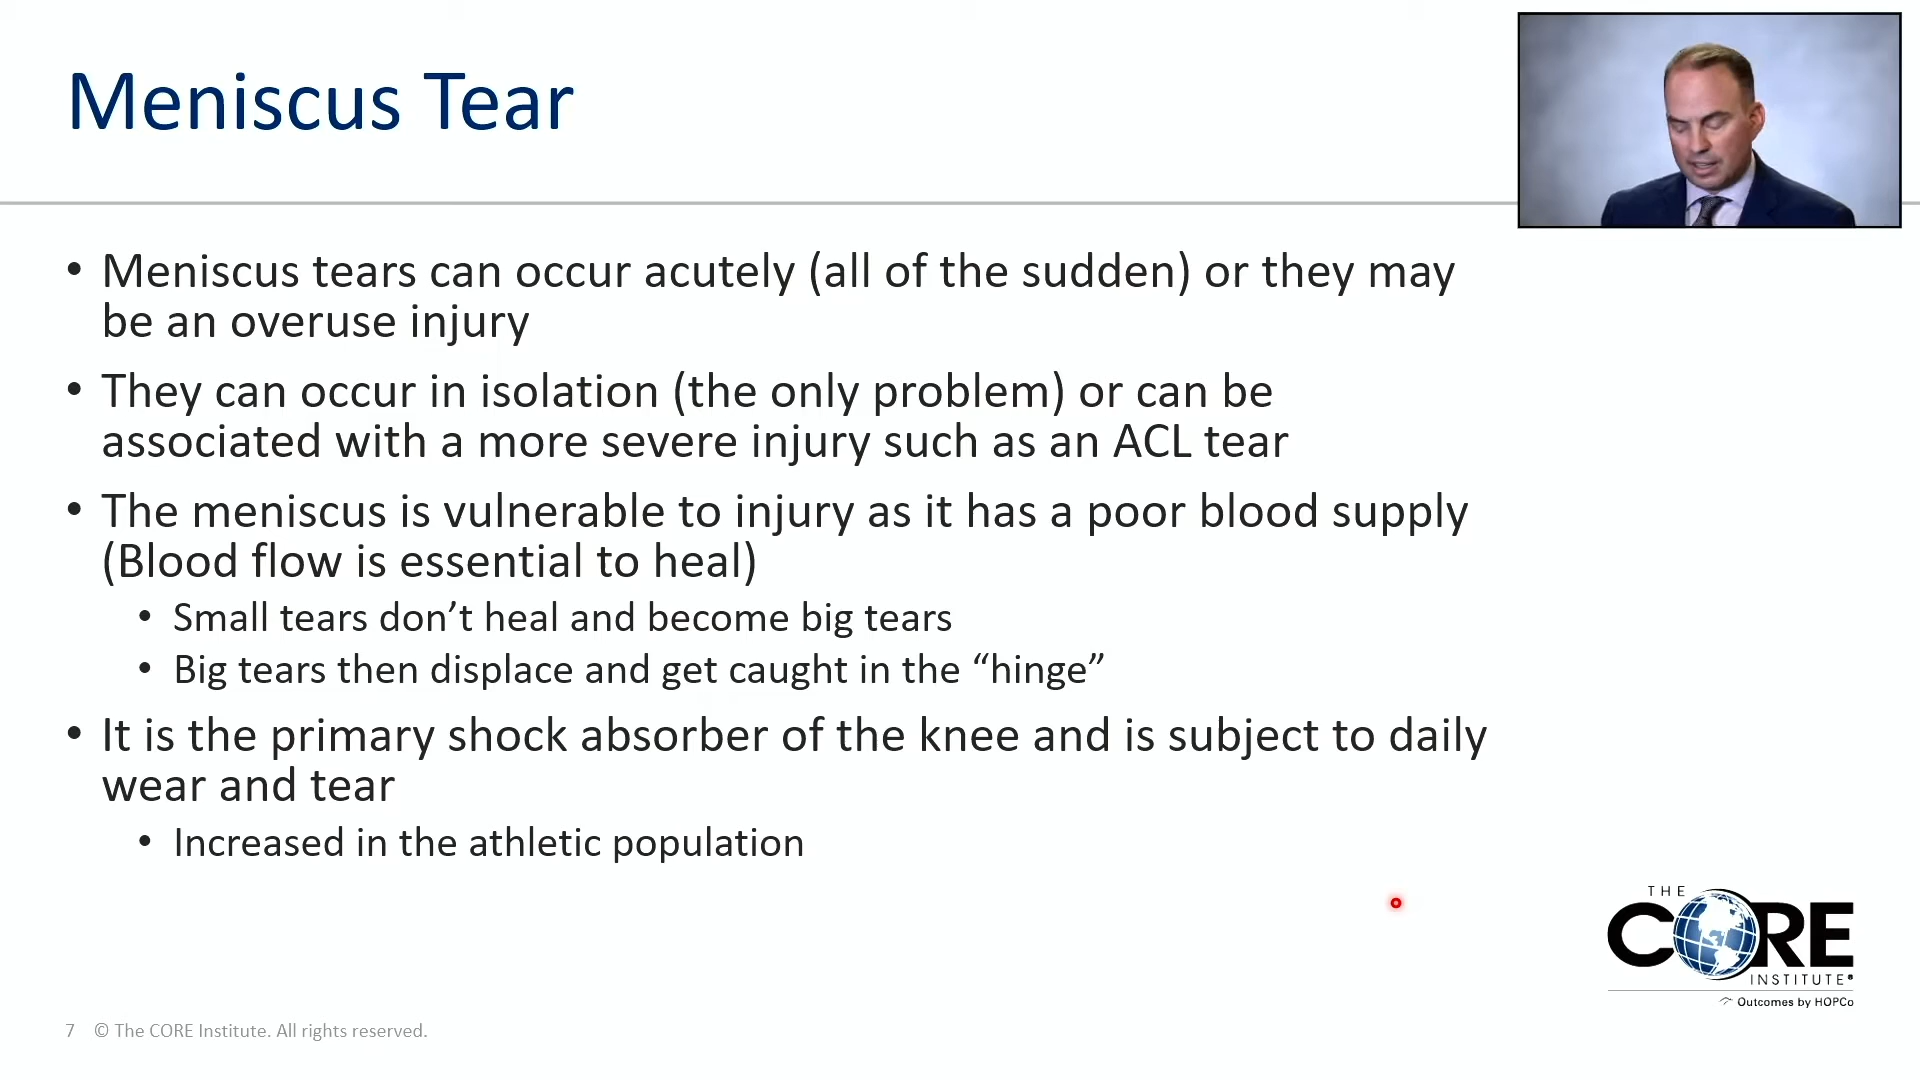 Meniscus Tear
• Meniscus tears can occur acutely (all of the sudden) or they may
be an overuse injury
• They can occur in isolation (the only problem) or can be
associated with a more severe injury such as an ACL tear
• The meniscus is vulnerable to injury as it has a poor blood supply
(Blood flow is essential to heal)
• Small tears don’t heal and become big tears
• Big tears then displace and get caught in the “hinge”
• It is the primary shock absorber of the knee and is subject to daily
wear and tear
• Increased in the athletic population
THE
CORE
INSTITUTE®
Outcomes by HOPCo
7 © The CORE Institute. All rights reserved.